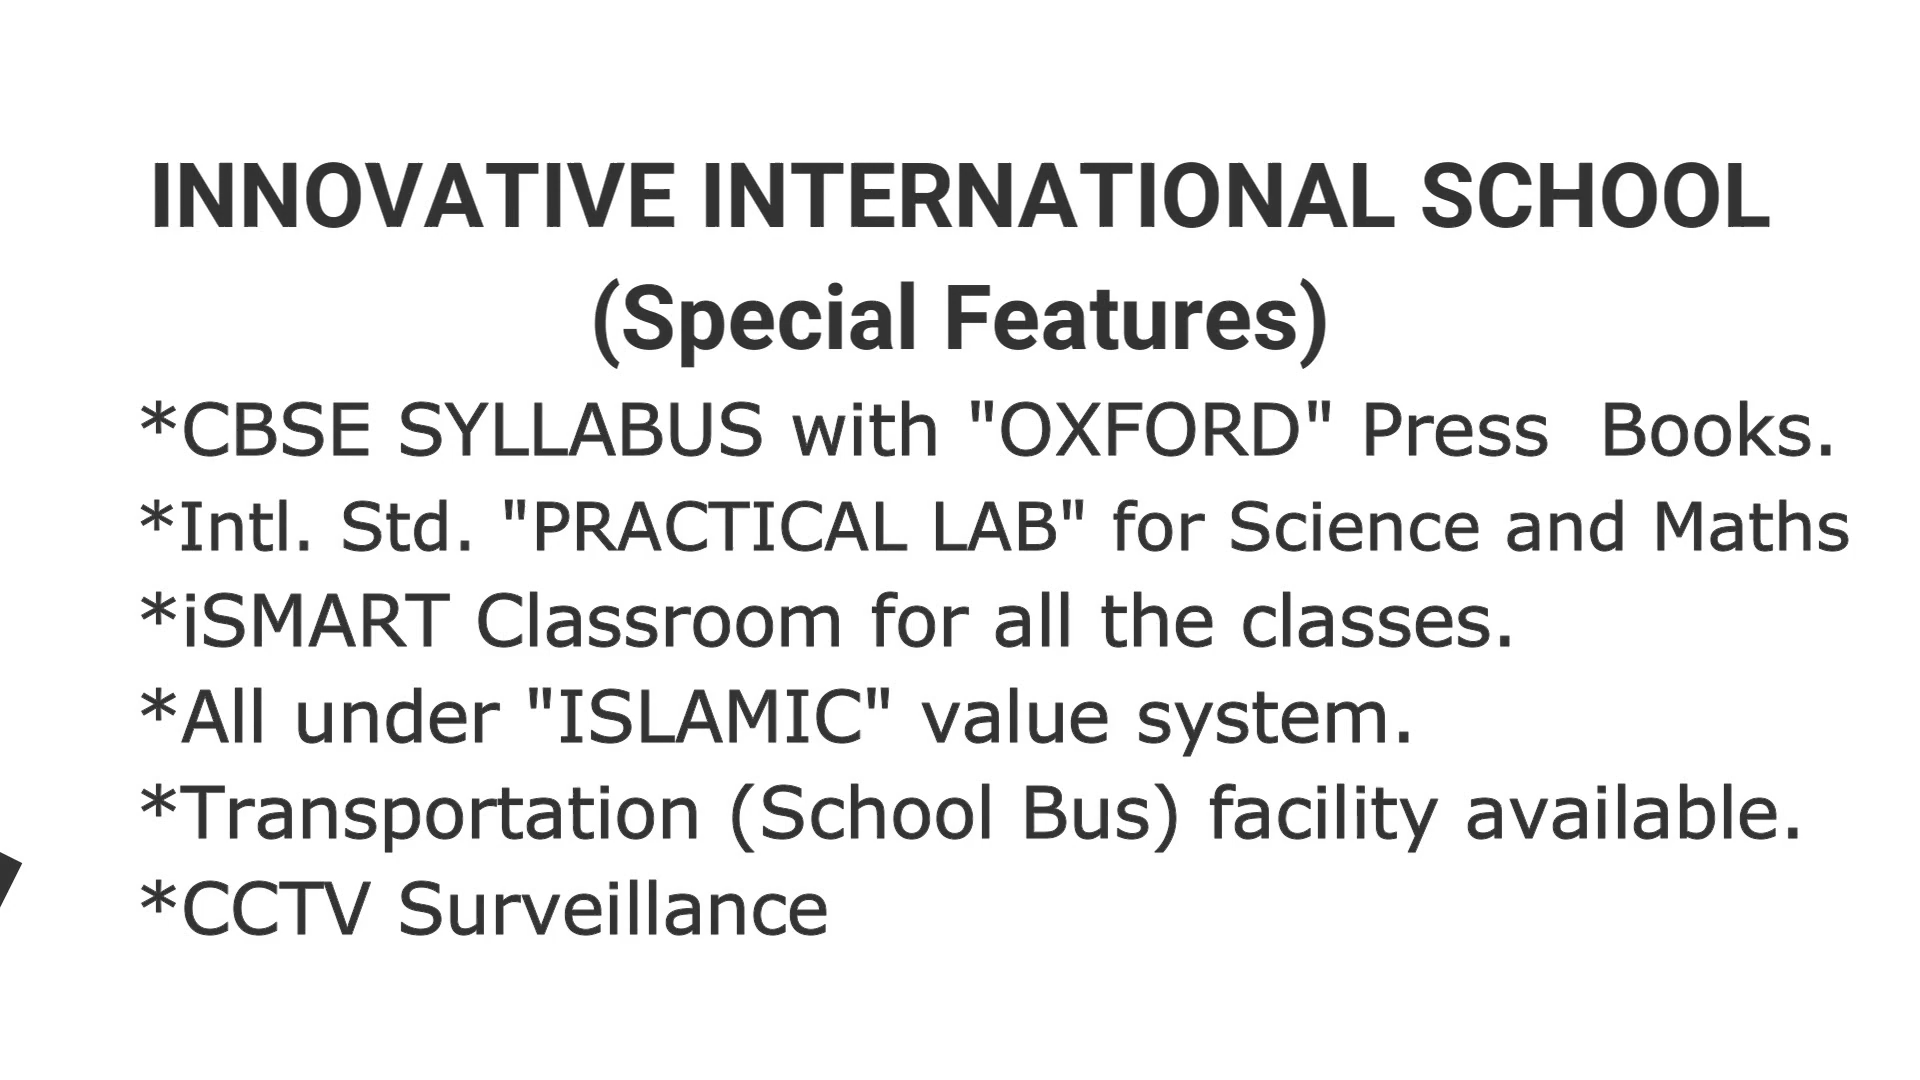 INNOVATIVE INTERNATIONAL SCHOOL
(Special Features)
*CBSE SYLLABUS with "OXFORD" Press  Books.
*Intl. Std. "PRACTICAL LAB" for Science and Maths
*iSMART Classroom for all the classes.
*All under "ISLAMIC" value system.
*Transportation (School Bus) facility available.
*CCTV Surveillance